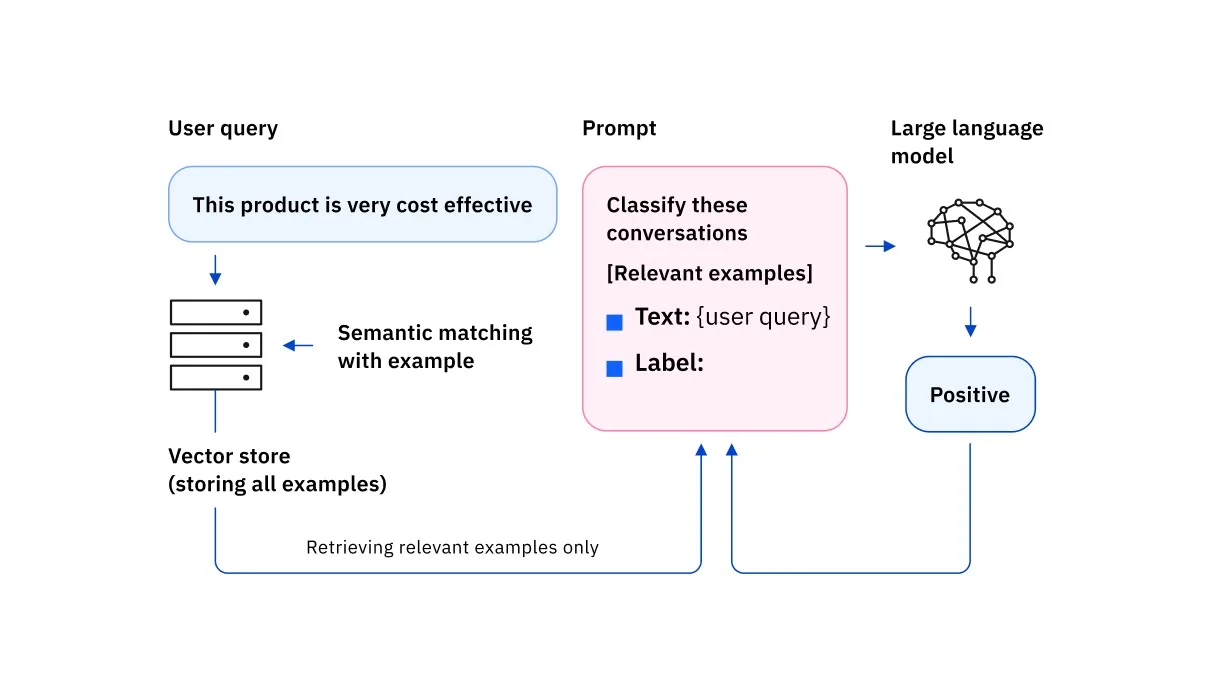 User query
This product is very cost effective
Semantic matching
with example
Vector store
(storing all examples)
Retrieving relevant examples only
Prompt
Classify these
conversations
[Relevant examples]
Text: {user query}
Label:
Large language
model
Positive